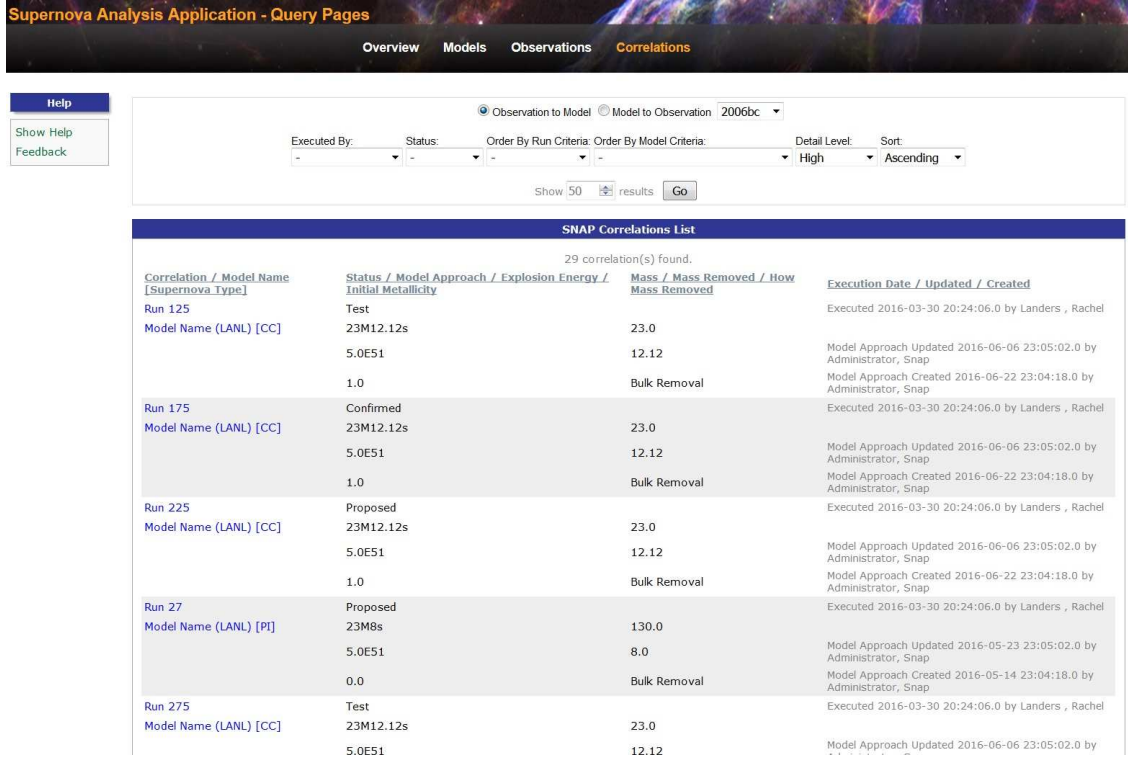 Supernova Analysis Application - Query Pages
Overview Models Observations Correlations
Help
Show Help
Feedback
Observation to Model Model to Observation 2006bc
Executed By: Status: Order By Run Criteria: Order By Model Criteria: Detail Level: Sort:
- - - - High Ascending
Show 50 results Go
SNAP Correlations List
29 correlation(s) found.
Correlation / Model Name [Supernova Type]
Status / Model Approach / Explosion Energy / Initial Metallicity
Mass / Mass Removed / How Mass Removed
Execution Date / Updated / Created
Run 125 Test Executed 2016-03-30 20:24:06.0 by Landers , Rachel
Model Name (LANL) [CC] 23M12.12s 23.0
5.0E51 12.12 Model Approach Updated 2016-06-06 23:05:02.0 by Administrator, Snap
1.0 Bulk Removal Model Approach Created 2016-06-22 23:04:18.0 by Administrator, Snap
Run 175 Confirmed Executed 2016-03-30 20:24:06.0 by Landers , Rachel
Model Name (LANL) [CC] 23M12.12s 23.0
5.0E51 12.12 Model Approach Updated 2016-06-06 23:05:02.0 by Administrator, Snap
1.0 Bulk Removal Model Approach Created 2016-06-22 23:04:18.0 by Administrator, Snap
Run 225 Proposed Executed 2016-03-30 20:24:06.0 by Landers , Rachel
Model Name (LANL) [CC] 23M12.12s 23.0
5.0E51 12.12 Model Approach Updated 2016-06-06 23:05:02.0 by Administrator, Snap
1.0 Bulk Removal Model Approach Created 2016-06-22 23:04:18.0 by Administrator, Snap
Run 27 Proposed Executed 2016-03-30 20:24:06.0 by Landers , Rachel
Model Name (LANL) [PI] 23M8s 130.0
5.0E51 8.0 Model Approach Updated 2016-05-23 23:05:02.0 by Administrator, Snap
0.0 Bulk Removal Model Approach Created 2016-05-14 23:04:18.0 by Administrator, Snap
Run 275 Test Executed 2016-03-30 20:24:06.0 by Landers , Rachel
Model Name (LANL) [CC] 23M12.12s 23.0
5.0E51 12.12 Model Approach Updated 2016-06-06 23:05:02.0 by